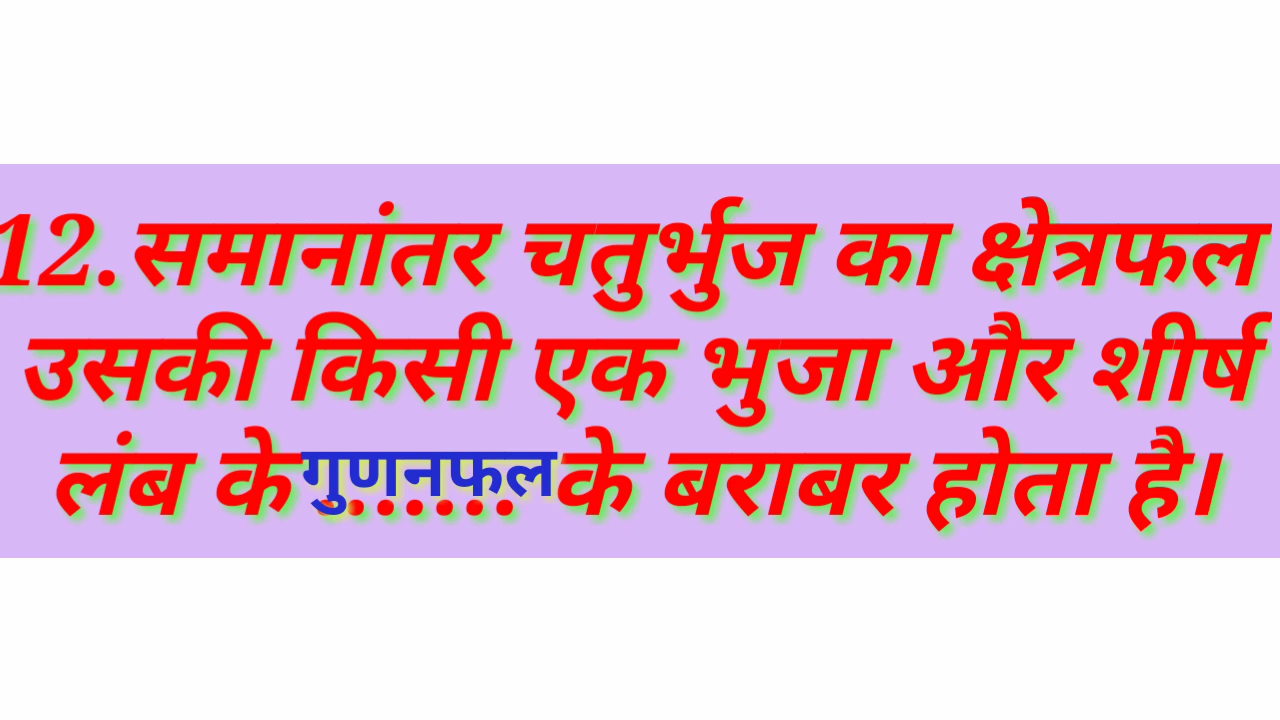 12.समानांतर चतुर्भुज का क्षेत्रफल
उसकी किसी एक भुजा और शीर्ष
लंब के गुणनफल के बराबर होता है।